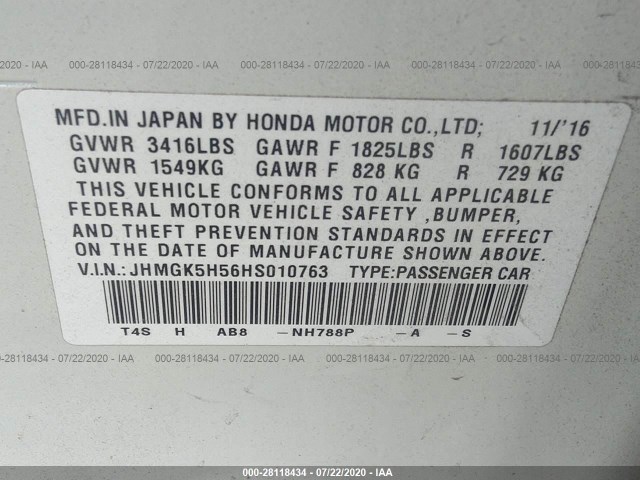 000-28118434 - 07/22/2020 - IAA
MFD.IN JAPAN BY HONDA MOTOR CO.,LTD; 11/'16
GVWR 3416LBS GAWR F 1825LBS R 1607LBS
GVWR 1549KG GAWR F 828 KG R 729 KG
THIS VEHICLE CONFORMS TO ALL APPLICABLE
FEDERAL MOTOR VEHICLE SAFETY ,BUMPER,
AND THEFT PREVENTION STANDARDS IN EFFECT
ON THE DATE OF MANUFACTURE SHOWN ABOVE.
V.I.N.:JHMGK5H56HS010763 TYPE:PASSENGER CAR
T4S H AB8 -NH788P -A -S
000-28118434 - 07/22/2020 - IAA
000-28118434 - 07/22/2020 - IAA